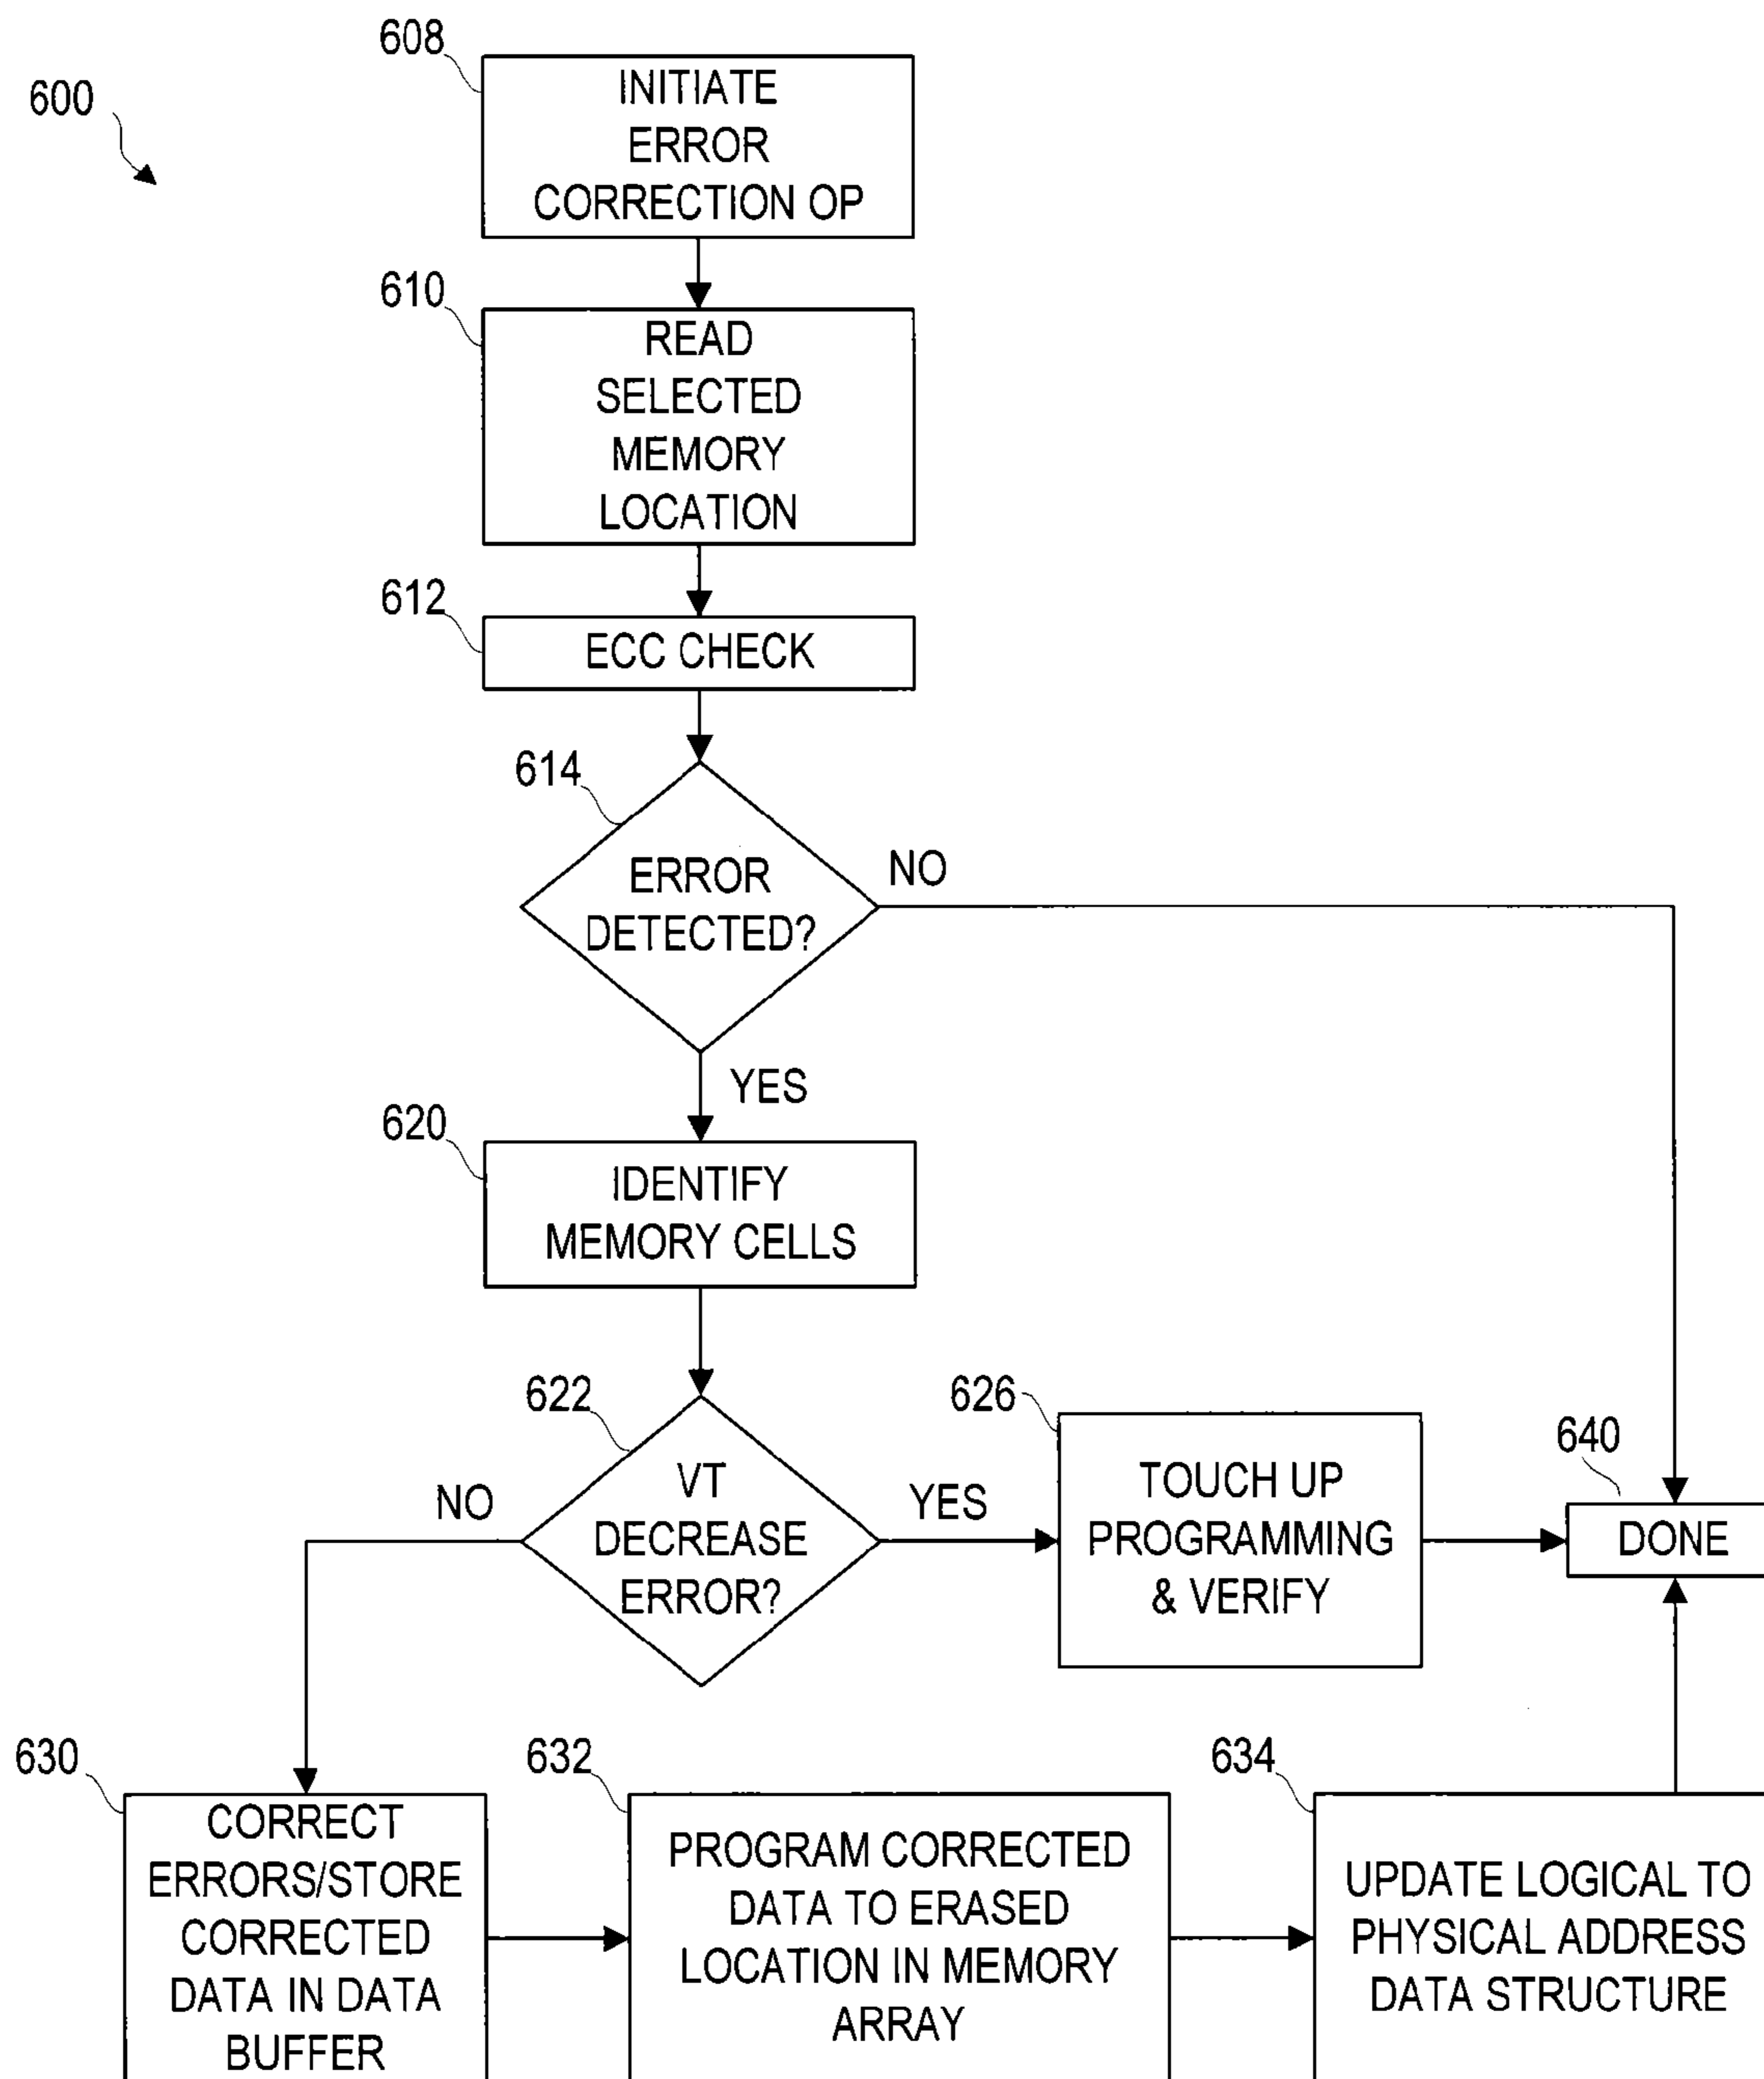 608
600
INITIATE
ERROR
CORRECTION OP
610
READ
SELECTED
MEMORY
LOCATION
612
ECC CHECK
614
ERROR
DETECTED?
NO
YES
620
IDENTIFY
MEMORY CELLS
622
VT
DECREASE
ERROR?
NO
YES
626
TOUCH UP
PROGRAMMING
& VERIFY
640
DONE
630
CORRECT
ERRORS/STORE
CORRECTED
DATA IN DATA
BUFFER
632
PROGRAM CORRECTED
DATA TO ERASED
LOCATION IN MEMORY
ARRAY
634
UPDATE LOGICAL TO
PHYSICAL ADDRESS
DATA STRUCTURE